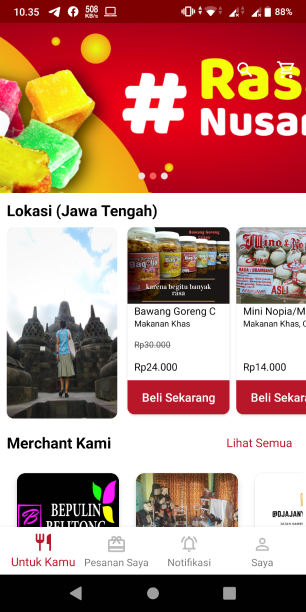 10.35
508
KB/s
88%
# Ras
Nusan
Lokasi (Jawa Tengah)
Bawang Goreng
karena begitu banyak
rasa
Bawang Goreng C
Makanan Khas
Rp30.000
Rp24.000
Beli Sekarang
ASLI
Mini Nopia/M
Makanan Khas, C
Rp14.000
Beli Sekara
Merchant Kami
Lihat Semua
B
BEPULIN
BELITONG
@DJAJAN
Untuk Kamu
Pesanan Saya
Notifikasi
Saya